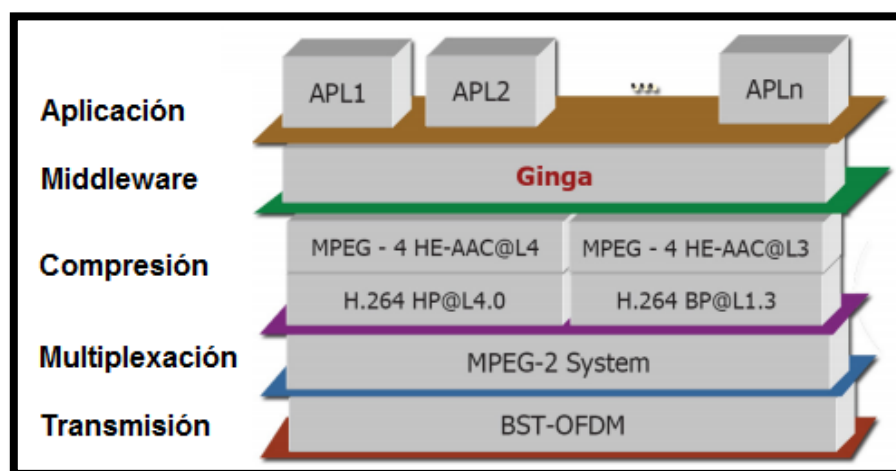 APL1 APL2 ... APLn
Aplicación
Middleware Ginga
MPEG - 4 HE-AAC@L4 MPEG - 4 HE-AAC@L3
Compresión
H.264 HP@L4.0 H.264 BP@L1.3
Multiplexación MPEG-2 System
Transmisión BST-OFDM